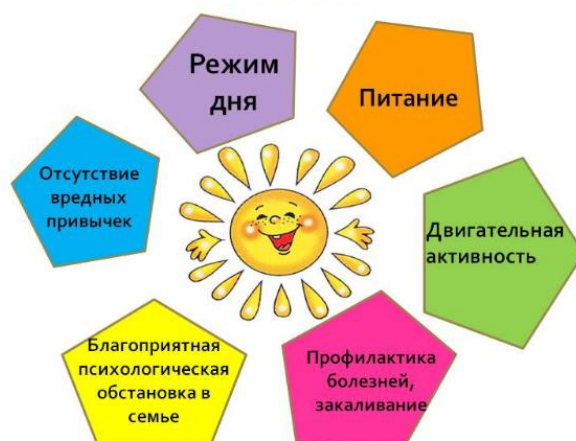 Режим
дня
Питание
Отсутствие
вредных
привычек
Двигательная
активность
Благоприятная
психологическая
обстановка в
семье
Профилактика
болезней,
закаливание